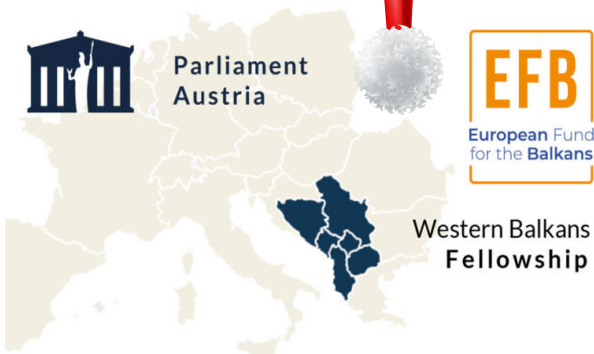 Parliament
Austria
EFB
European Fund
for the Balkans
Western Balkans
Fellowship